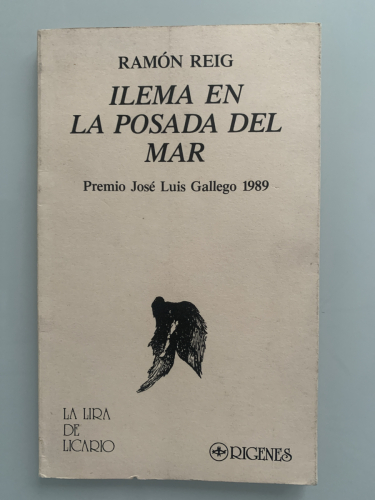 RAMÓN REIG
ILEMA EN
LA POSADA DEL
MAR
Premio José Luis Gallego 1989
LA LIRA
DE
LICARIO
ORIGENES